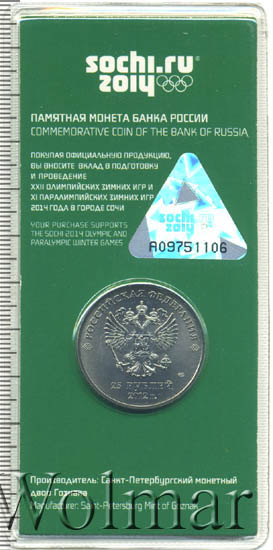 sochi.ru
2014
ПАМЯТНАЯ МОНЕТА БАНКА РОССИИ
COMMEMORATIVE COIN OF THE BANK OF RUSSIA
ПОКУПАЯ ОФИЦИАЛЬНУЮ ПРОДУКЦИЮ,
ВЫ ВНОСИТЕ ВКЛАД В ПОДГОТОВКУ
И ПРОВЕДЕНИЕ
XXII ОЛИМПИЙСКИХ ЗИМНИХ ИГР И
XI ПАРАЛИМПИЙСКИХ ЗИМНИХ ИГР
2014 ГОДА В ГОРОДЕ СОЧИ
YOUR PURCHASE SUPPORTS
THE SOCHI 2014 OLYMPIC AND
PARALYMPIC WINTER GAMES
sochi.ru
2014
A09751106
РОССИЙСКАЯ ФЕДЕРАЦИЯ
25 РУБЛЕЙ
2012 г.
Производитель: Санкт-Петербургский монетный
двор Гознака
Manufacturer: Saint-Petersburg Mint of Goznak
Wolmar